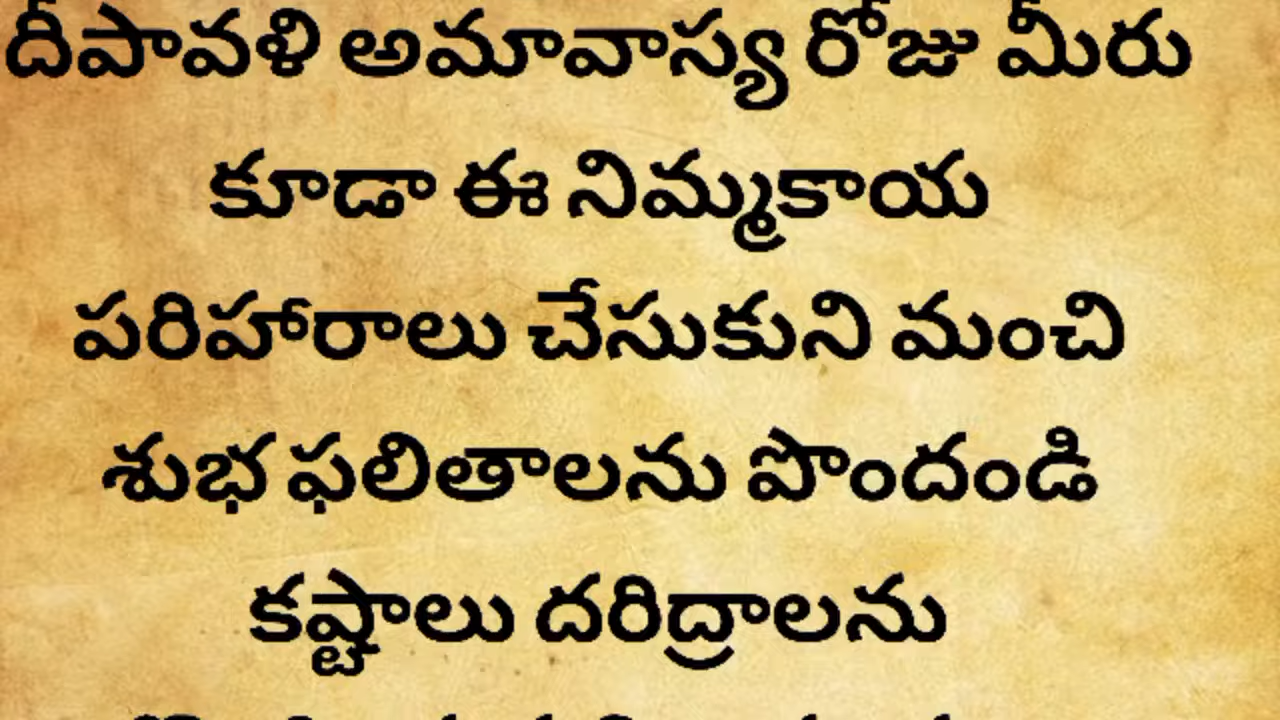 దీపావళి అమావాస్య రోజు మీరు
కూడా ఈ నిమ్మకాయ
పరిహారాలు చేసుకుని మంచి
శుభ ఫలితాలను పొందండి
కష్టాలు దరిద్రాలను